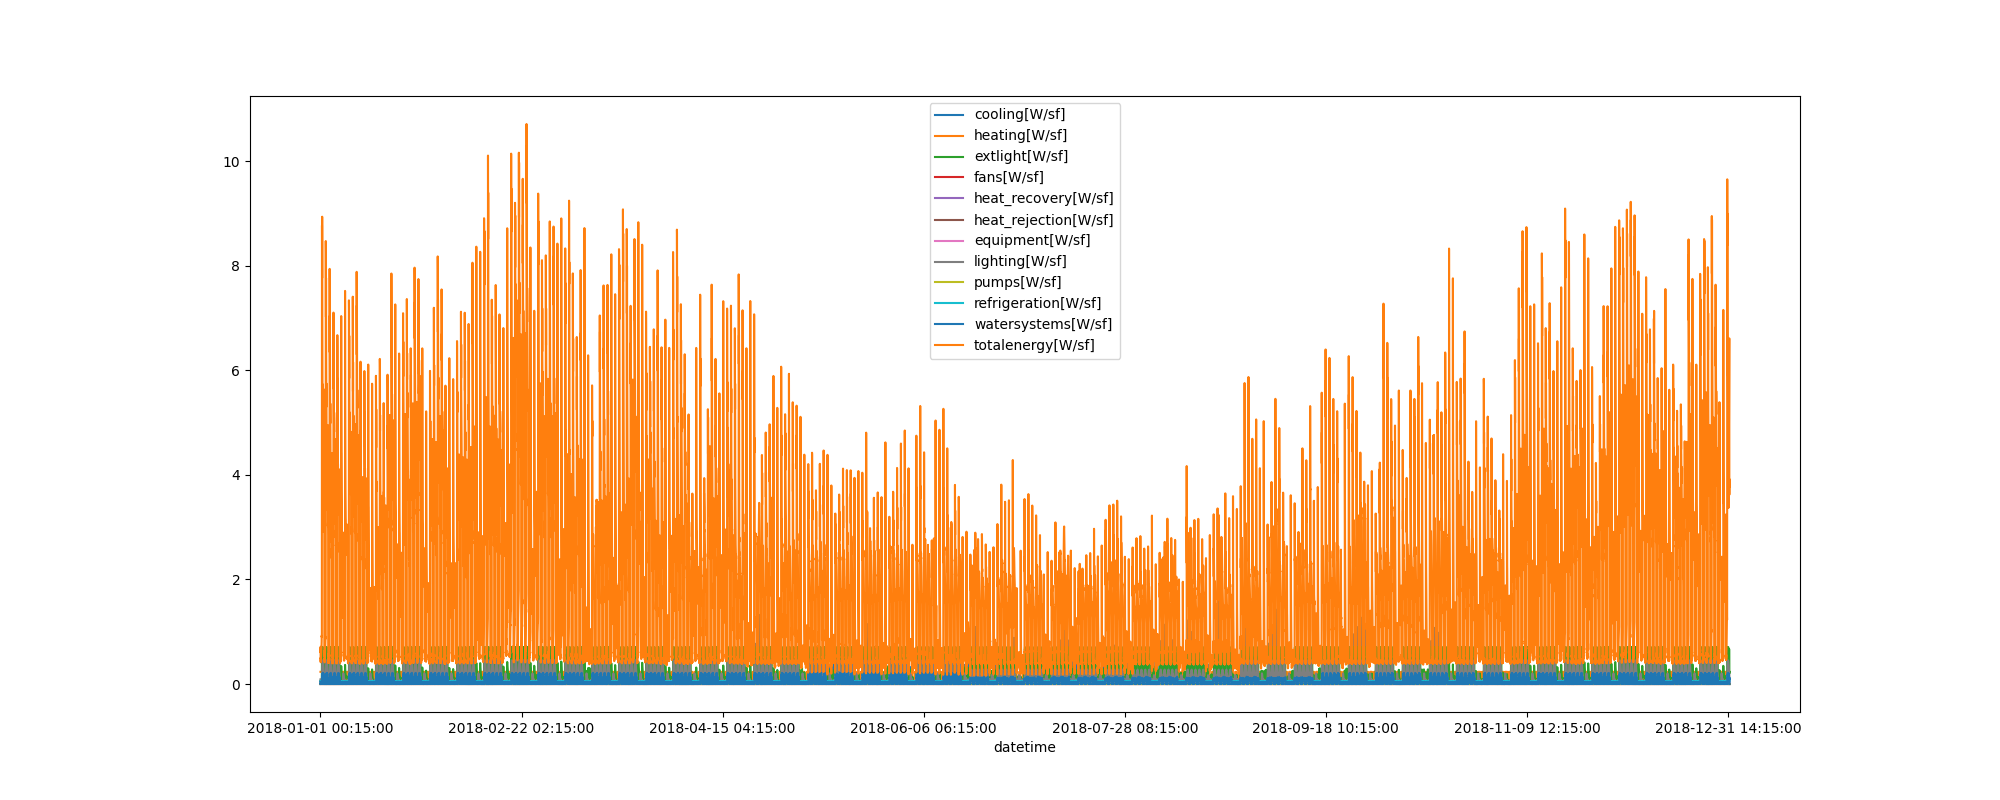 cooling[W/sf]
heating[W/sf]
extlight[W/sf]
fans[W/sf]
heat_recovery[W/sf]
heat_rejection[W/sf]
equipment[W/sf]
lighting[W/sf]
pumps[W/sf]
refrigeration[W/sf]
watersystems[W/sf]
totalenergy[W/sf]
10
8
6
4
2
0
2018-01-01 00:15:00 2018-02-22 02:15:00 2018-04-15 04:15:00 2018-06-06 06:15:00 2018-07-28 08:15:00 2018-09-18 10:15:00 2018-11-09 12:15:00 2018-12-31 14:15:00
datetime